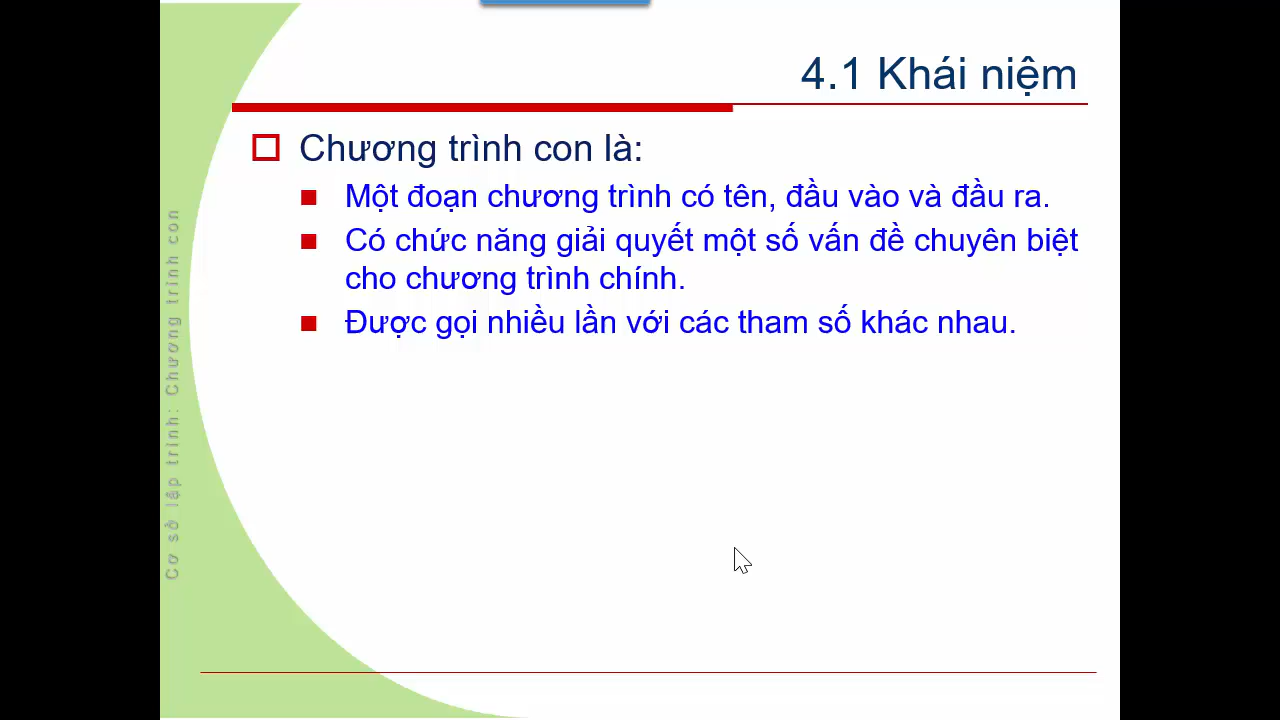 4.1 Khái niệm
Chương trình con là:
Một đoạn chương trình có tên, đầu vào và đầu ra.
Có chức năng giải quyết một số vấn đề chuyên biệt
cho chương trình chính.
Được gọi nhiều lần với các tham số khác nhau.
Cơ sở lập trình: Chương trình con